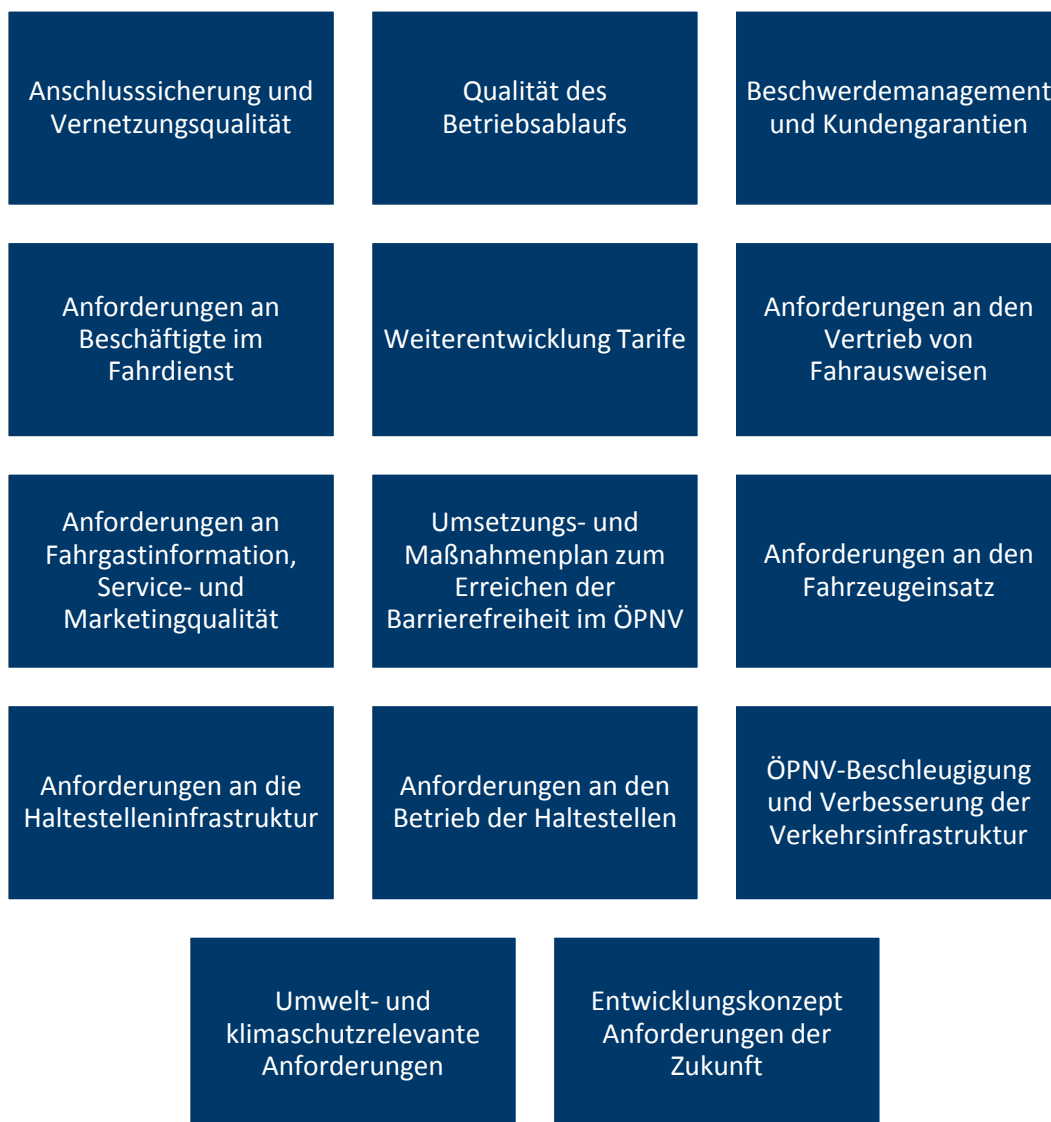 Anschlusssicherung und
Vernetzungsqualität
Qualität des
Betriebsablaufs
Beschwerdemanagement
und Kundengarantien
Anforderungen an
Beschäftigte im
Fahrdienst
Weiterentwicklung Tarife
Anforderungen an den
Vertrieb von
Fahrausweisen
Anforderungen an
Fahrgastinformation,
Service- und
Marketingqualität
Umsetzungs- und
Maßnahmenplan zum
Erreichen der
Barrierefreiheit im ÖPNV
Anforderungen an den
Fahrzeugeinsatz
Anforderungen an die
Haltestelleninfrastruktur
Anforderungen an den
Betrieb der Haltestellen
ÖPNV-Beschleugigung
und Verbesserung der
Verkehrsinfrastruktur
Umwelt- und
klimaschutzrelevante
Anforderungen
Entwicklungskonzept
Anforderungen der
Zukunft